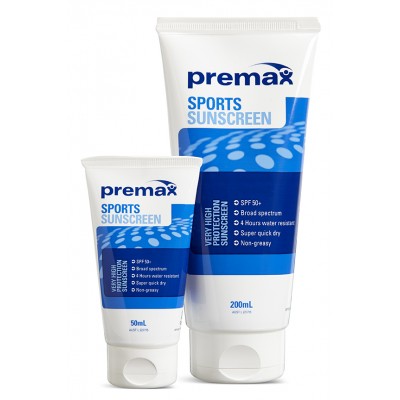 premax
SPORTS
SUNSCREEN
VERY HIGH
PROTECTION
SUNSCREEN
SPF 50+
Broad spectrum
4 Hours water resistant
Super quick dry
Non-greasy
200mL
premax
SPORTS
SUNSCREEN
VERY HIGH
PROTECTION
SUNSCREEN
SPF 50+
Broad spectrum
4 Hours water resistant
Super quick dry
Non-greasy
50mL